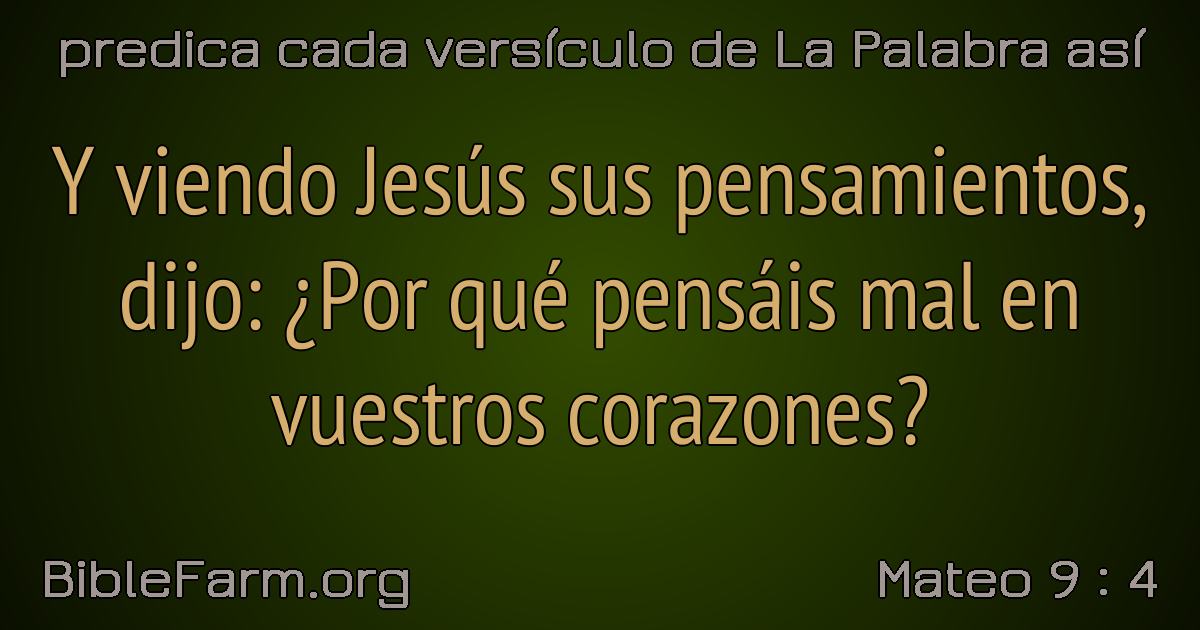 predica cada versículo de La Palabra así
Y viendo Jesús sus pensamientos,
dijo: ¿Por qué pensáis mal en
vuestros corazones?
BibleFarm.org
Mateo 9 : 4